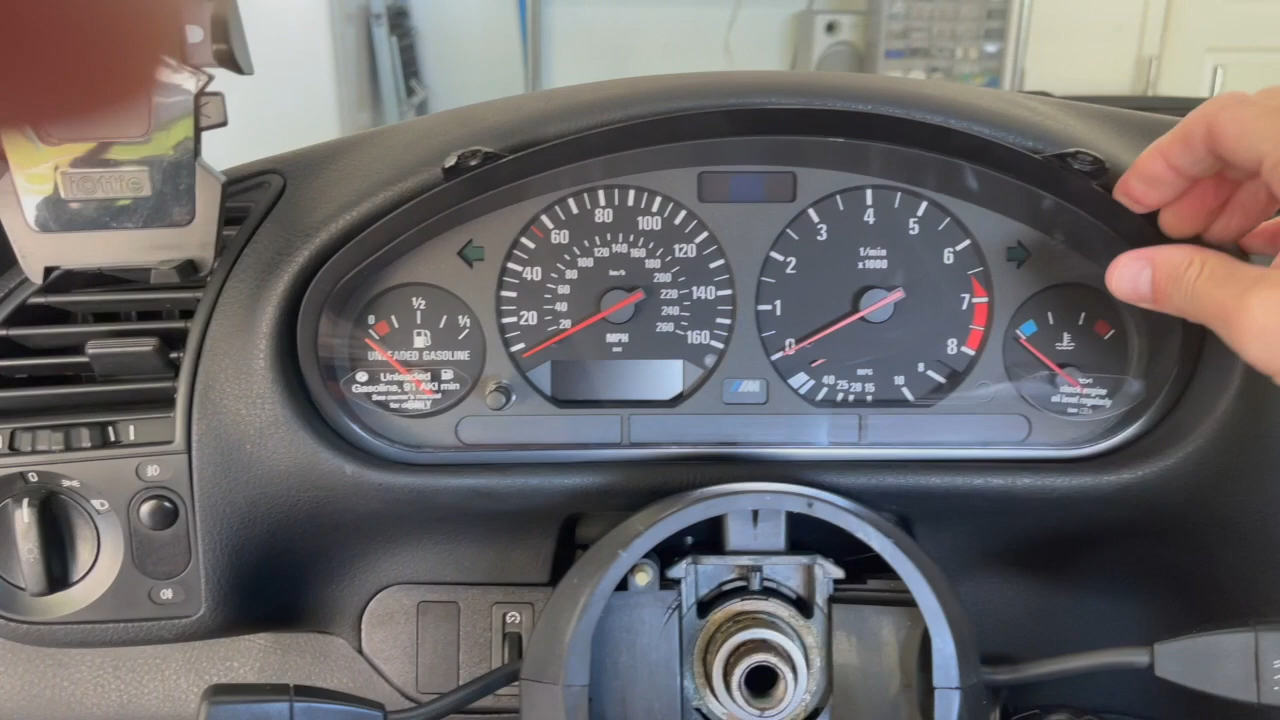 iOttie
0 1/2 1/1
UNLEADED GASOLINE
Unleaded
Gasoline, 91 AKI min
See owner's manual
ONLY
20 40 60 80 100 120 140 160
20 40 60 80 100 120 140 160 180 200 220 240 260
km/h
MPH
M
0 1 2 3 4 5 6 7 8
1/min
x1000
MPG
40 25 20 15 10 8
check engine
oil level regularly
0